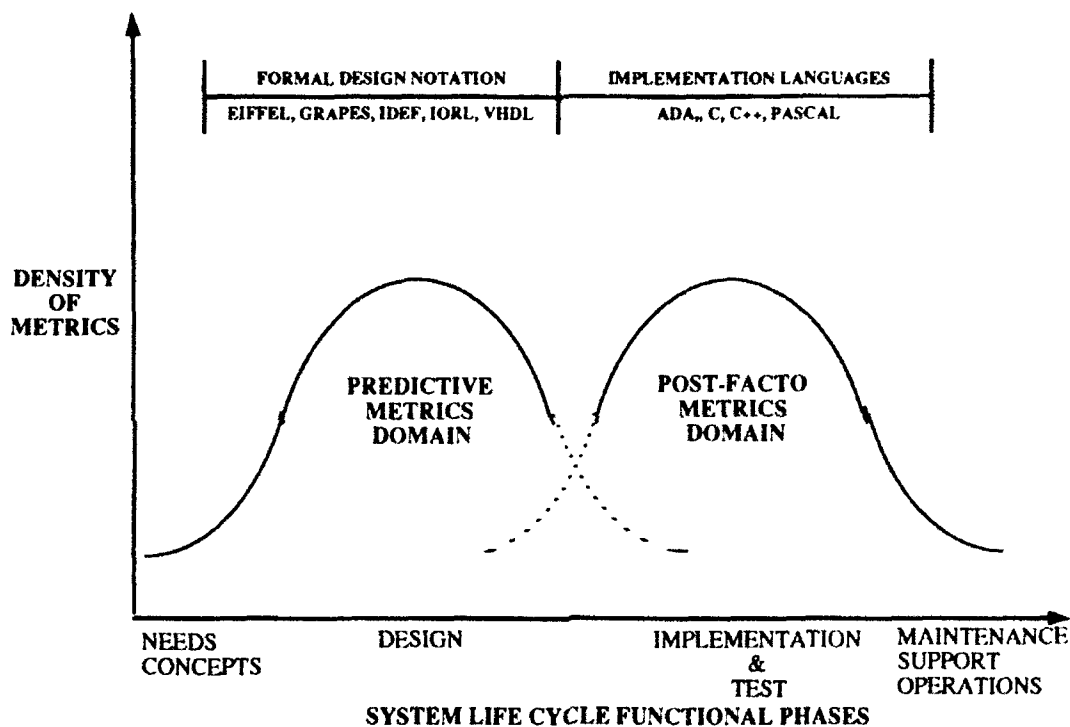 FORMAL DESIGN NOTATION
EIFFEL, GRAPES, IDEF, IORL, VHDL
IMPLEMENTATION LANGUAGES
ADA,, C, C++, PASCAL
DENSITY
OF
METRICS
PREDICTIVE
METRICS
DOMAIN
POST-FACTO
METRICS
DOMAIN
NEEDS
CONCEPTS
DESIGN
IMPLEMENTATION
&
TEST
MAINTENANCE
SUPPORT
OPERATIONS
SYSTEM LIFE CYCLE FUNCTIONAL PHASES